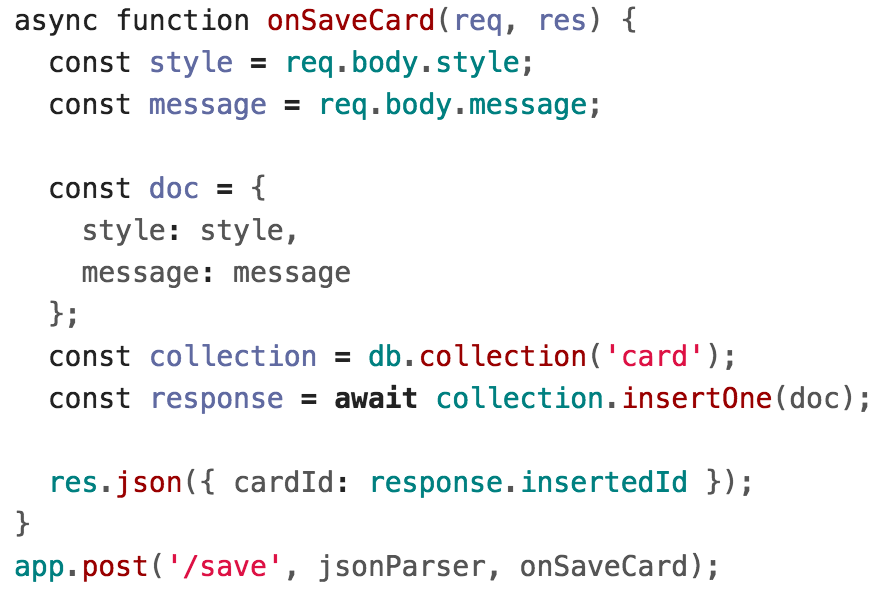 async function onSaveCard(req, res) {
  const style = req.body.style;
  const message = req.body.message;

  const doc = {
    style: style,
    message: message
  };
  const collection = db.collection('card');
  const response = await collection.insertOne(doc);

  res.json({ cardId: response.insertedId });
}
app.post('/save', jsonParser, onSaveCard);